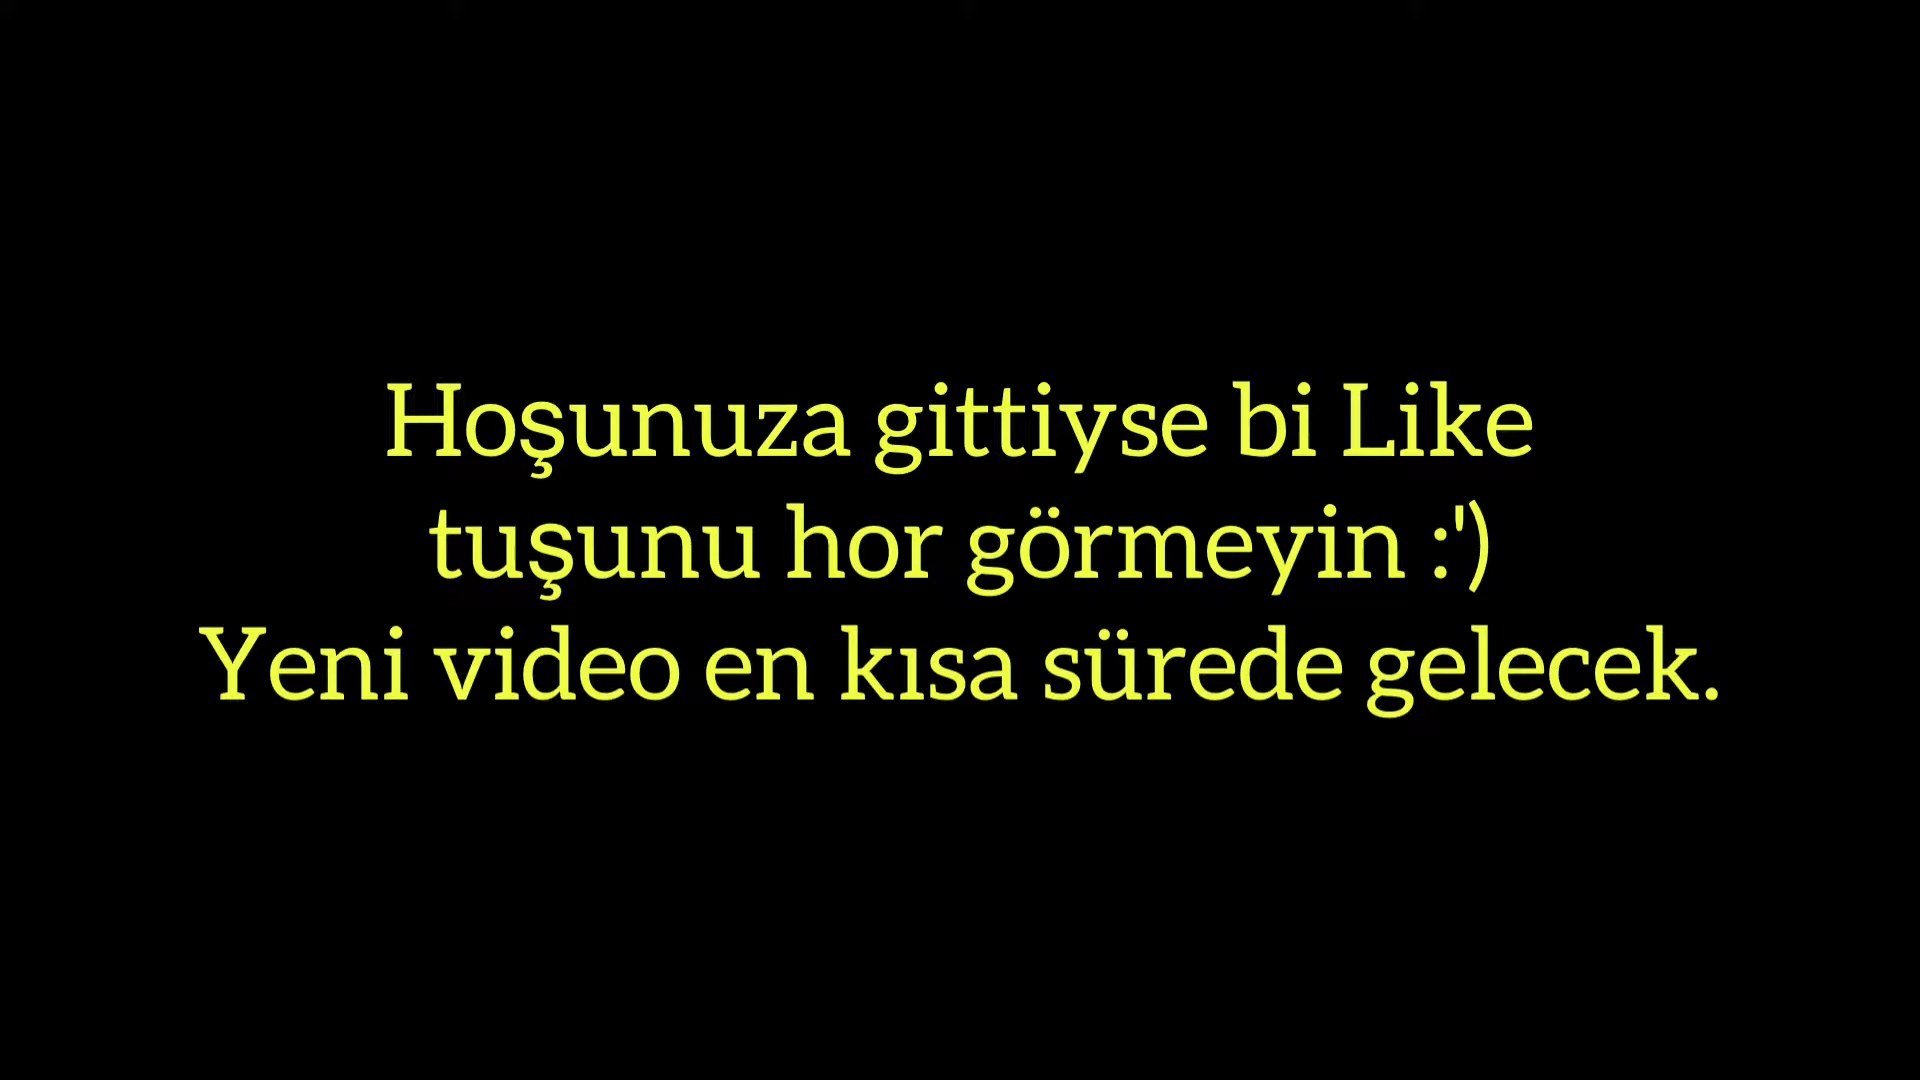 Hoşunuza gittiyse bi Like
tuşunu hor görmeyin :')
Yeni video en kısa sürede gelecek.